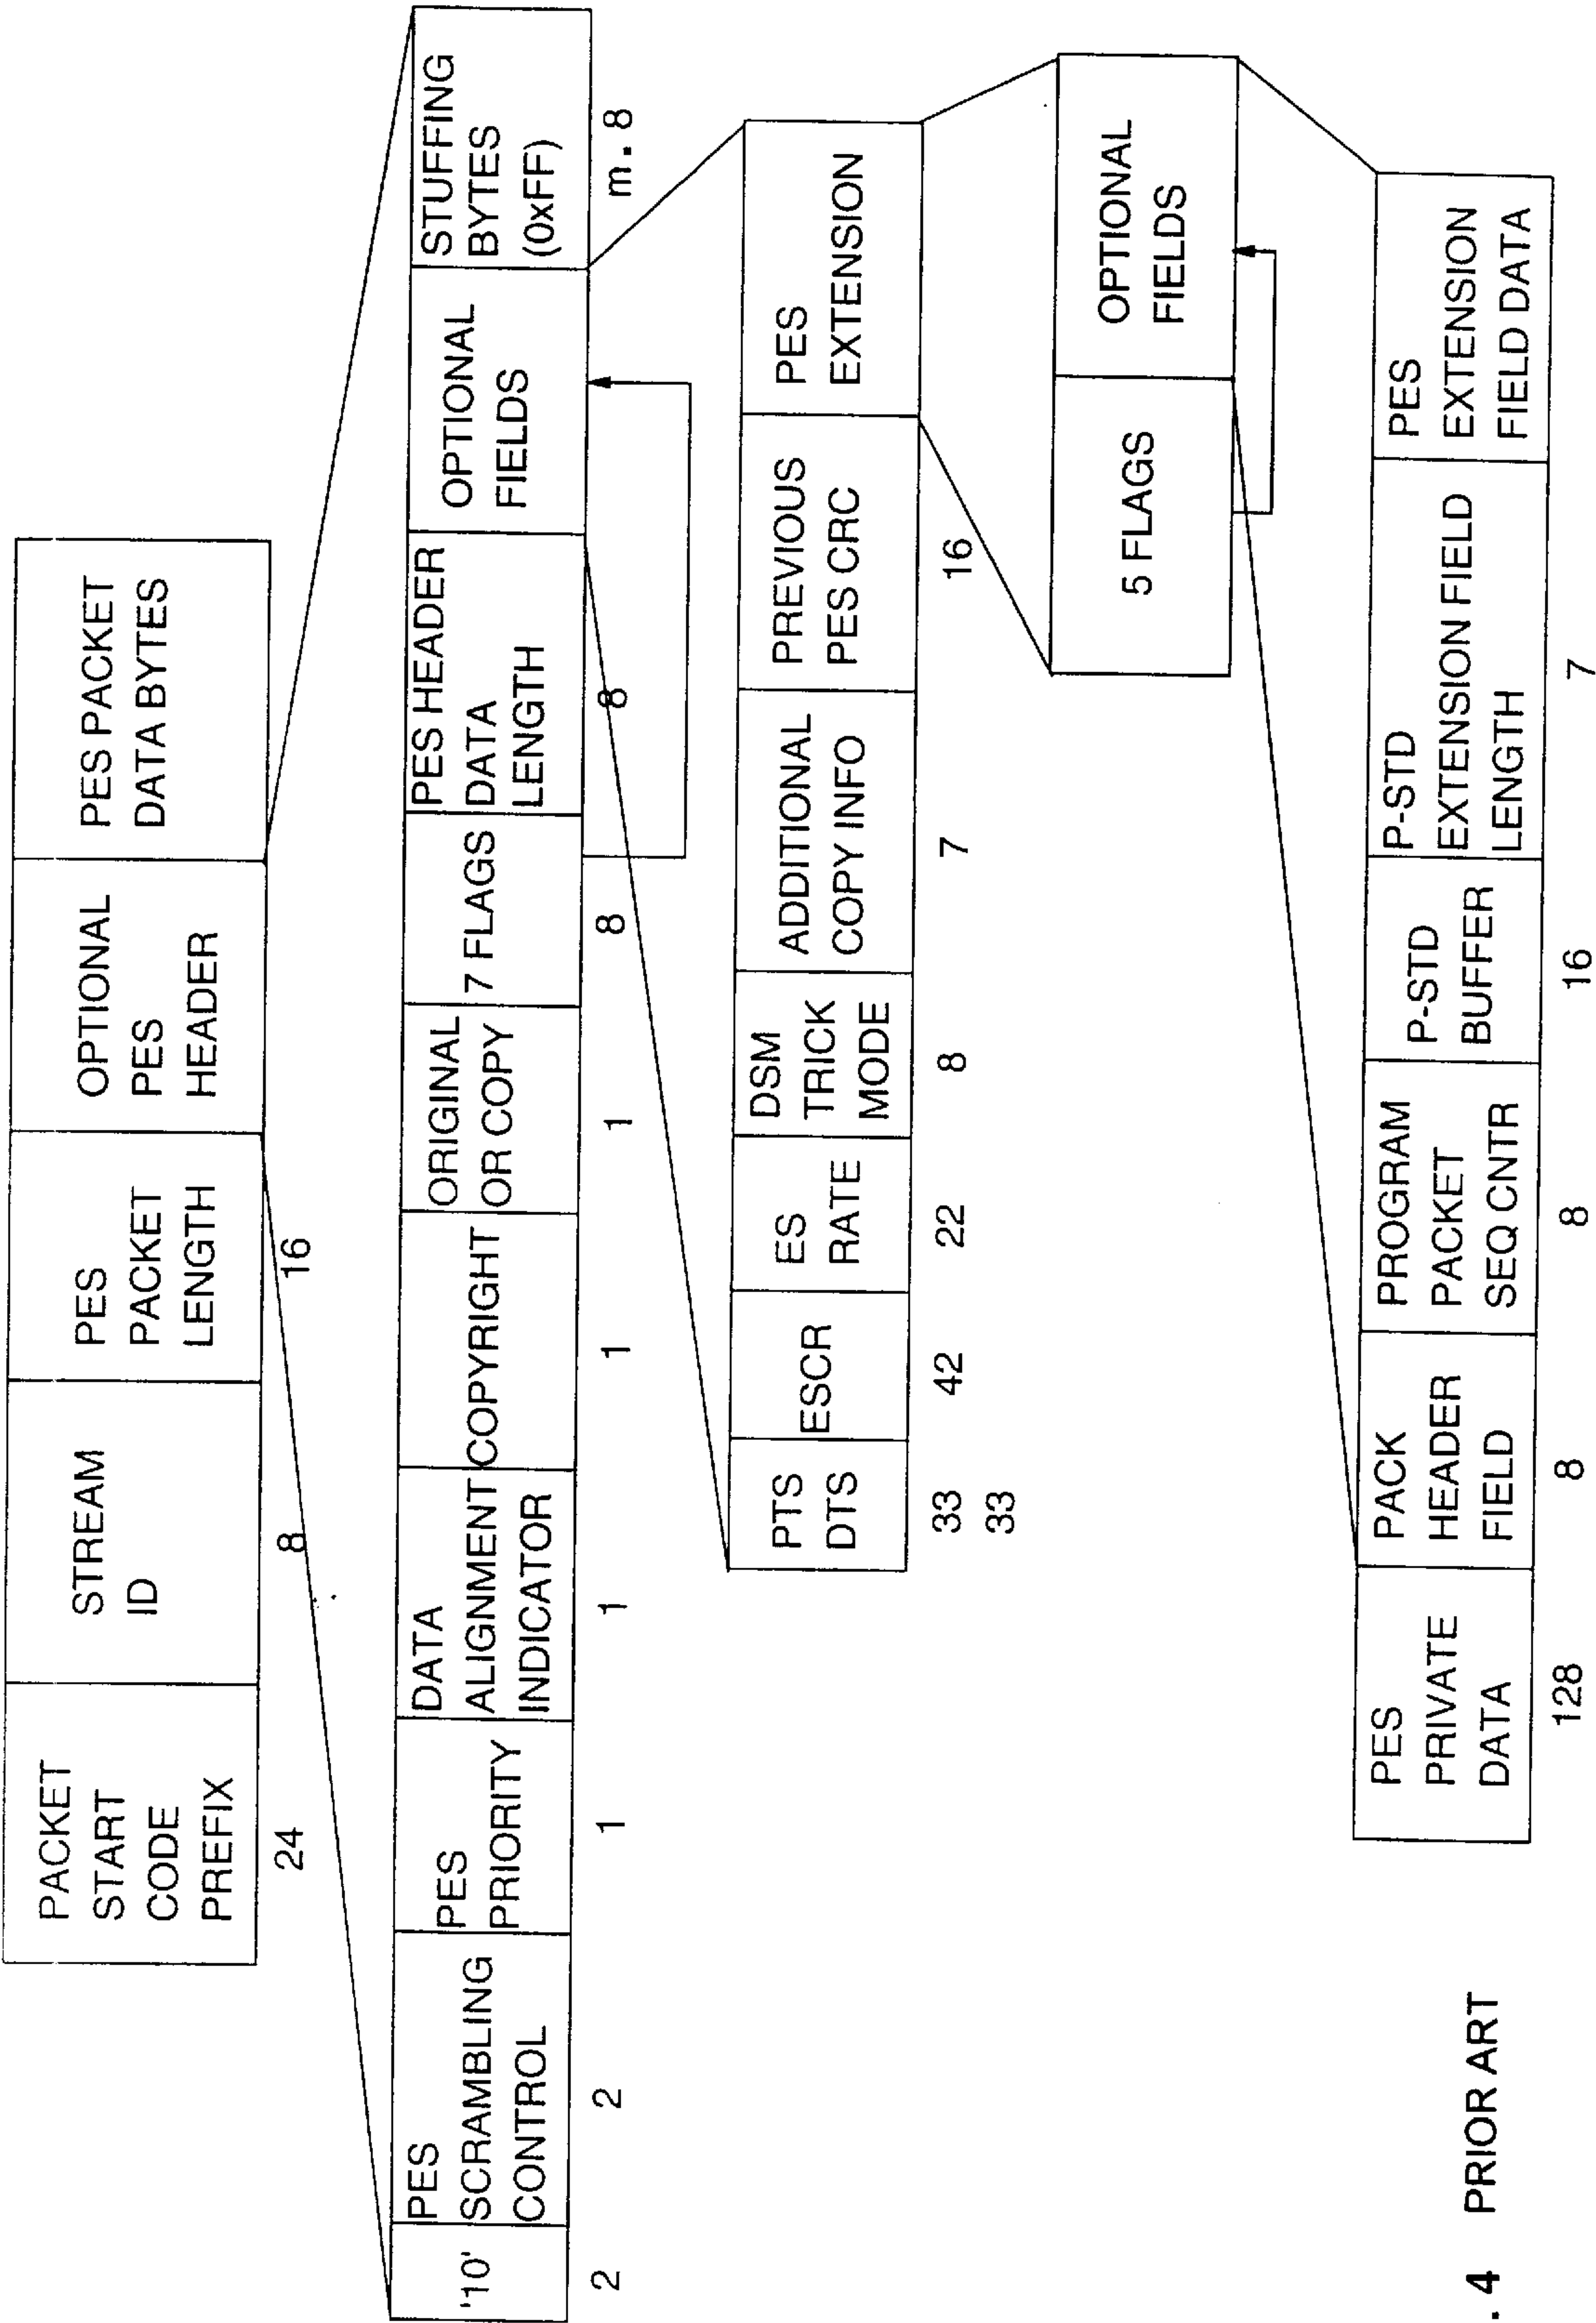 PACKET
START
CODE
PREFIX
STREAM
ID
PES
PACKET
LENGTH
OPTIONAL
PES
HEADER
PES PACKET
DATA BYTES
24
8
16
'10'
PES
SCRAMBLING
CONTROL
PES
PRIORITY
DATA
ALIGNMENT
INDICATOR
COPYRIGHT
ORIGINAL
OR COPY
7 FLAGS
PES HEADER
DATA
LENGTH
OPTIONAL
FIELDS
STUFFING
BYTES
(0xFF)
2
2
1
1
1
1
8
8
m.8
PTS
DTS
ESCR
ES
RATE
DSM
TRICK
MODE
ADDITIONAL
COPY INFO
PREVIOUS
PES CRC
PES
EXTENSION
33
33
42
22
8
7
16
5 FLAGS
OPTIONAL
FIELDS
PES
PRIVATE
DATA
PACK
HEADER
FIELD
PROGRAM
PACKET
SEQ CNTR
P-STD
BUFFER
P-STD
EXTENSION FIELD
LENGTH
PES
EXTENSION
FIELD DATA
128
8
8
16
7
. 4 PRIOR ART